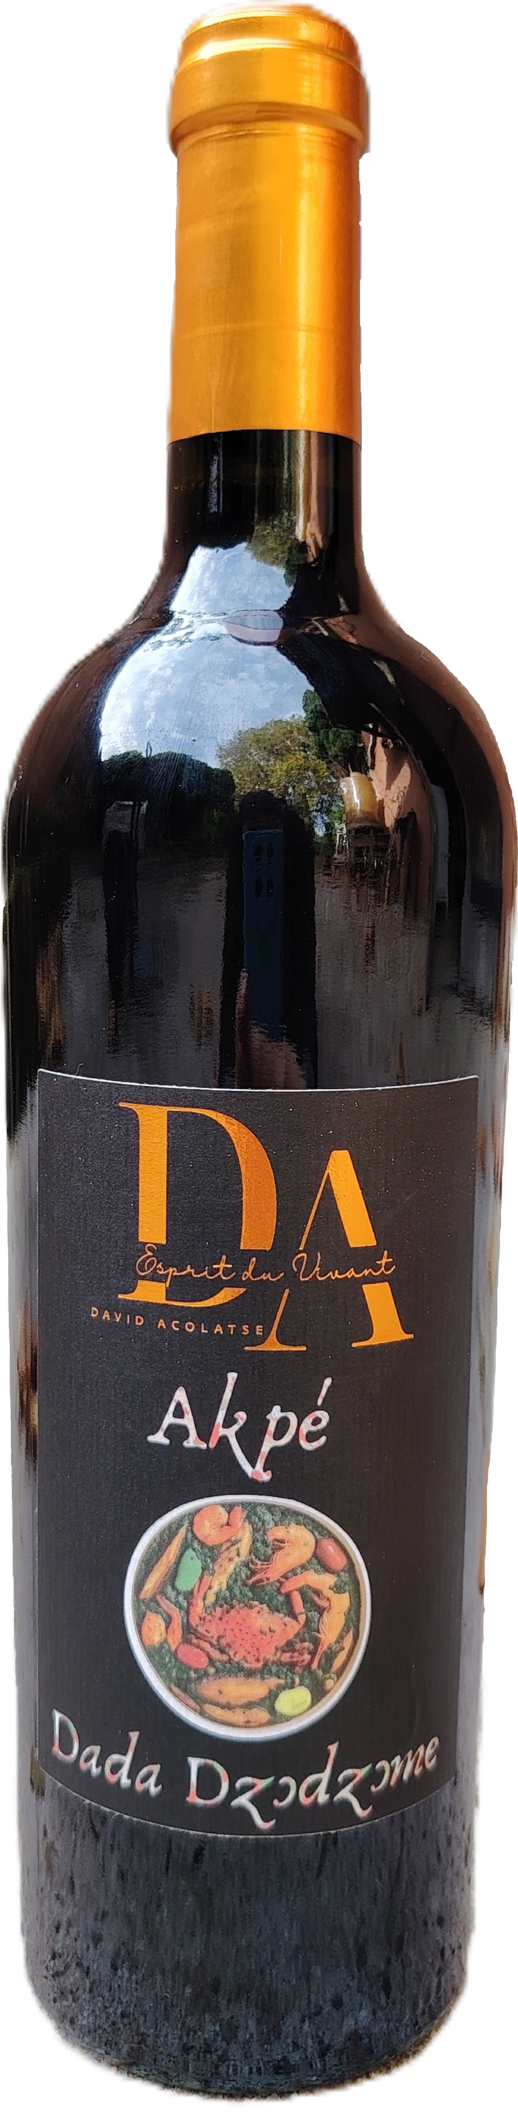 DA
Esprit du Vivant
DAVID ACOLATSE
Akpé
Dada Dzɔdzɔme